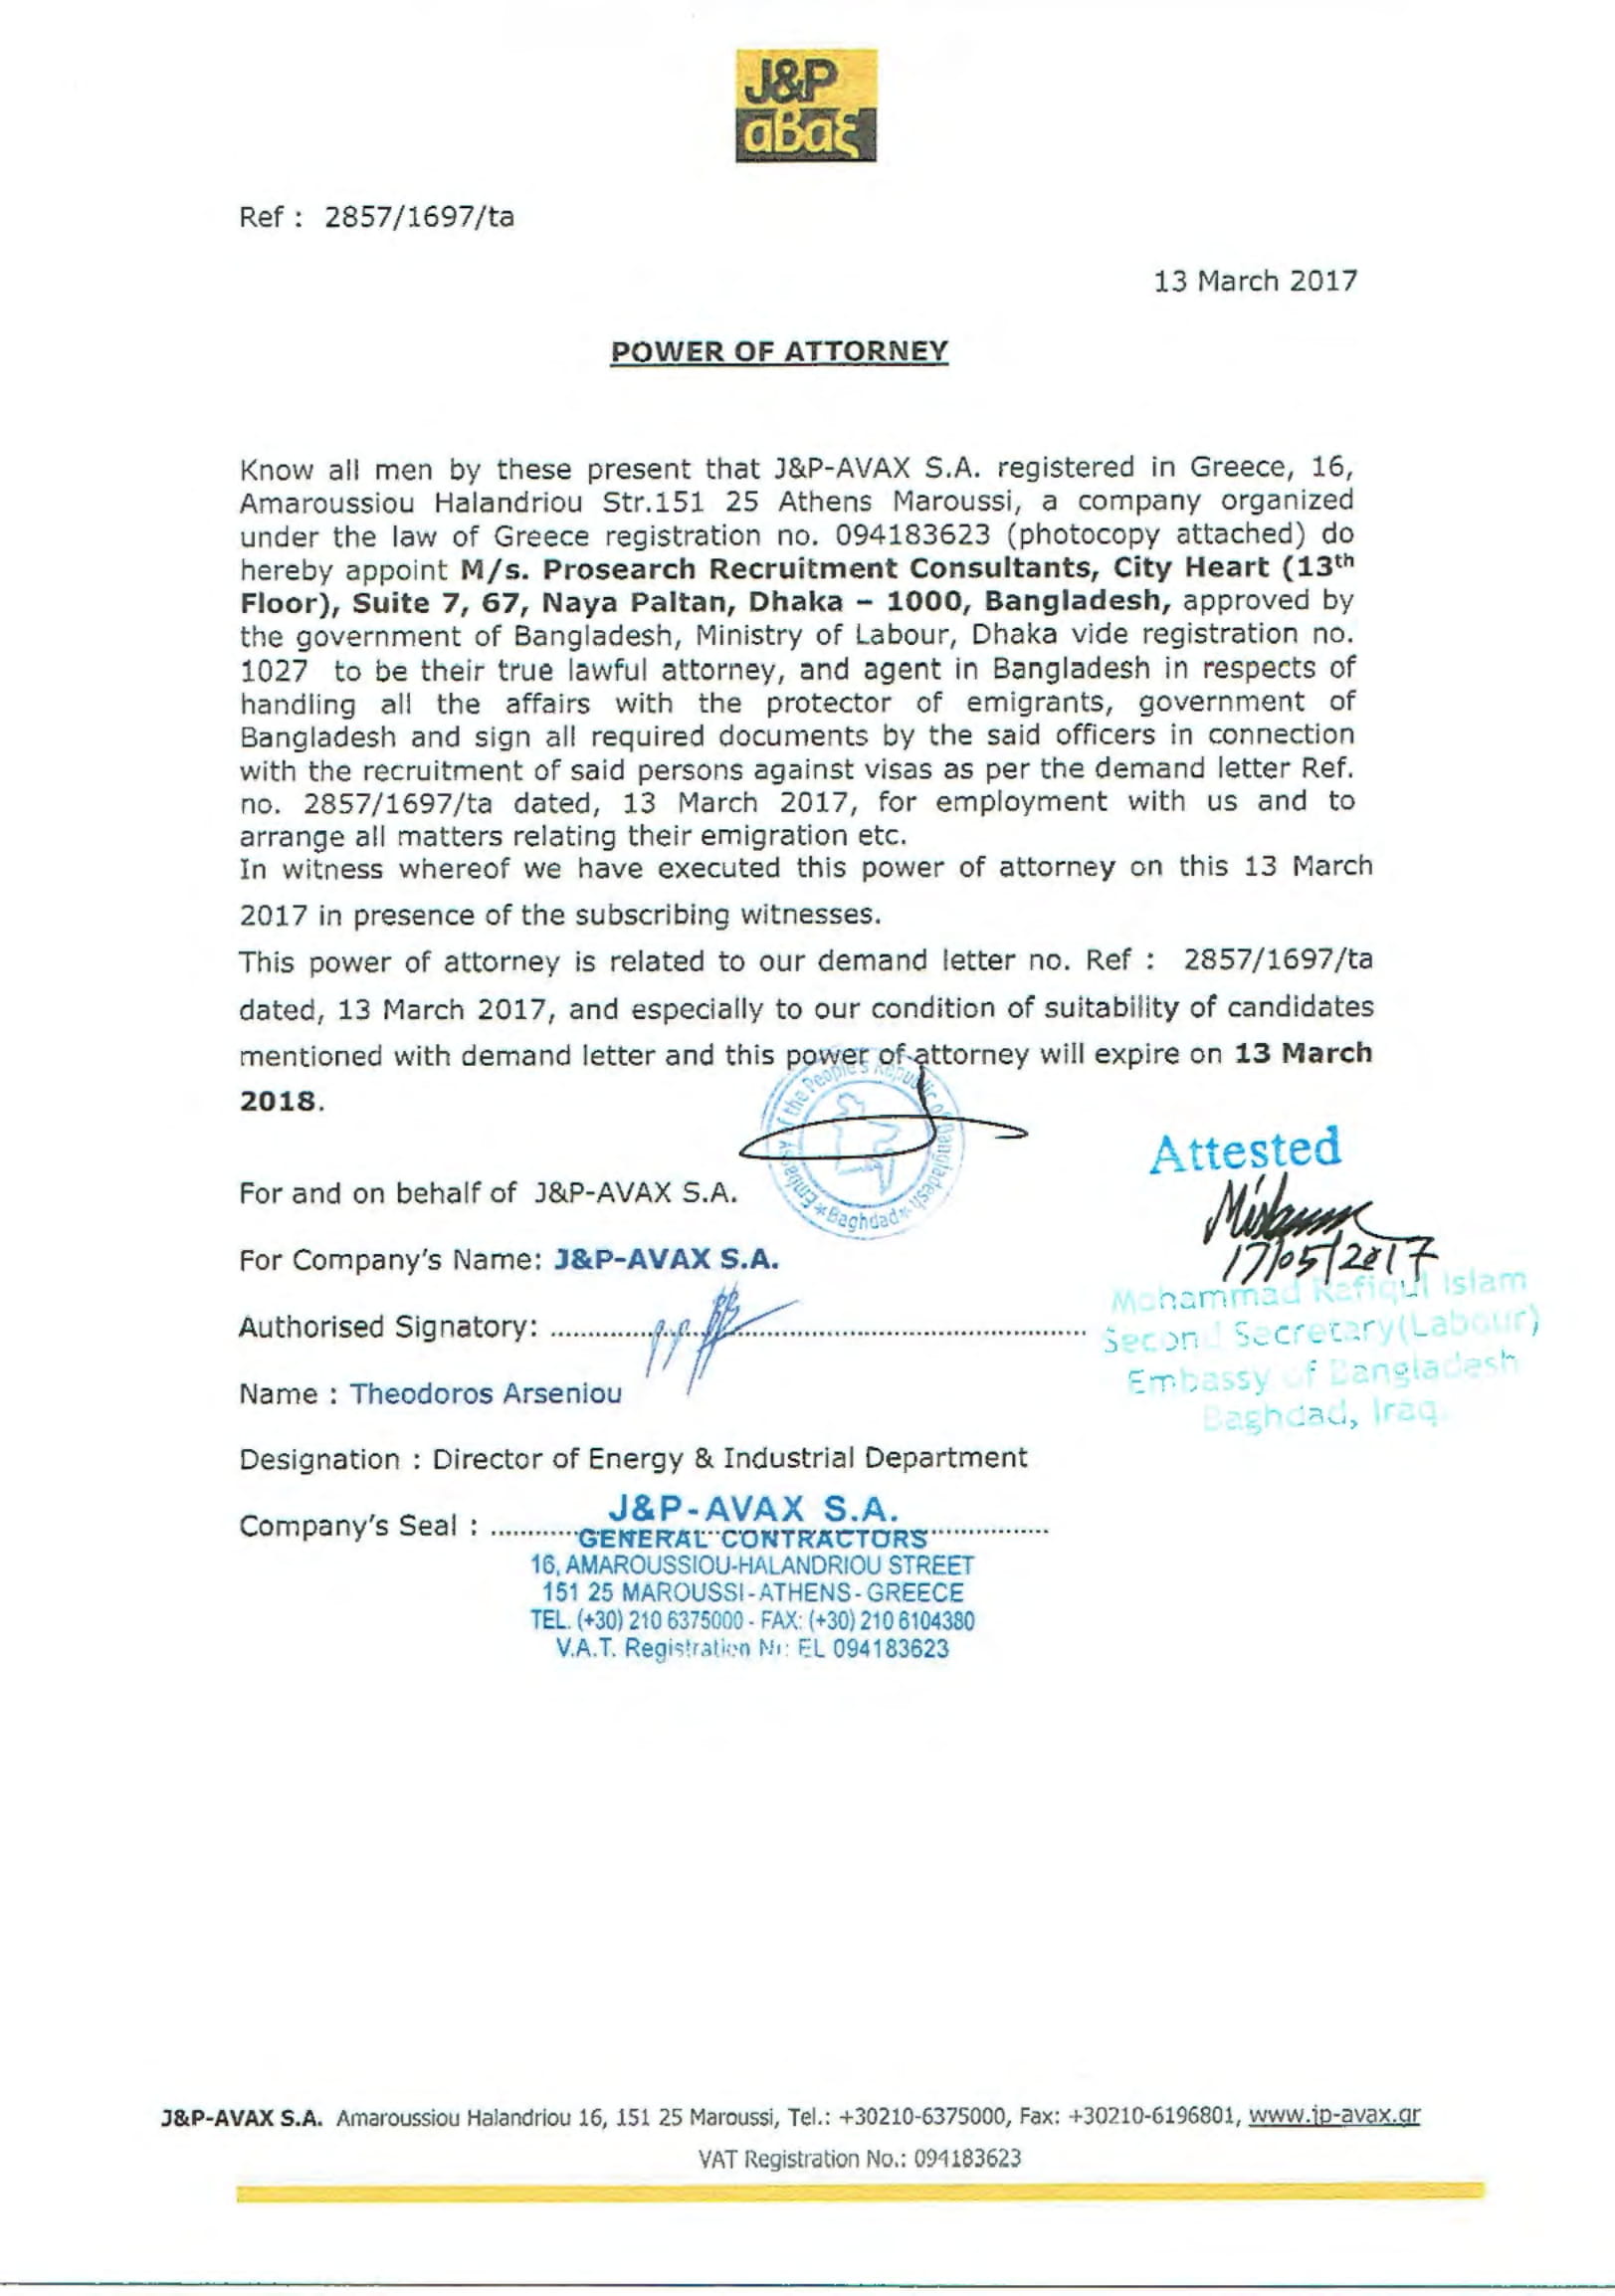 J&P
αβαξ
Ref : 2857/1697/ta
13 March 2017
POWER OF ATTORNEY
Know all men by these present that J&P-AVAX S.A. registered in Greece, 16,
Amaroussiou Halandriou Str.151 25 Athens Maroussi, a company organized
under the law of Greece registration no. 094183623 (photocopy attached) do
hereby appoint M/s. Prosearch Recruitment Consultants, City Heart (13th
Floor), Suite 7, 67, Naya Paltan, Dhaka – 1000, Bangladesh, approved by
the government of Bangladesh, Ministry of Labour, Dhaka vide registration no.
1027 to be their true lawful attorney, and agent in Bangladesh in respects of
handling all the affairs with the protector of emigrants, government of
Bangladesh and sign all required documents by the said officers in connection
with the recruitment of said persons against visas as per the demand letter Ref.
no. 2857/1697/ta dated, 13 March 2017, for employment with us and to
arrange all matters relating their emigration etc.
In witness whereof we have executed this power of attorney on this 13 March
2017 in presence of the subscribing witnesses.
This power of attorney is related to our demand letter no. Ref : 2857/1697/ta
dated, 13 March 2017, and especially to our condition of suitability of candidates
mentioned with demand letter and this power of attorney will expire on 13 March
2018.
Embassy of the People's Republic of Bangladesh * Baghdad *
Attested
17/05/2017
Mohammad Rafiqul Islam
Second Secretary(Labour)
Embassy of Bangladesh
Baghdad, Iraq.
For and on behalf of J&P-AVAX S.A.
For Company's Name: J&P-AVAX S.A.
Authorised Signatory: ..........
Name : Theodoros Arseniou
Designation : Director of Energy & Industrial Department
Company's Seal : ..........
J&P-AVAX S.A.
GENERAL CONTRACTORS
16, AMAROUSSIOU-HALANDRIOU STREET
151 25 MAROUSSI-ATHENS-GREECE
TEL. (+30) 210 6375000 - FAX: (+30) 210 6104380
V.A.T. Registration Nr: EL 094183623
J&P-AVAX S.A. Amaroussiou Halandriou 16, 151 25 Maroussi, Tel.: +30210-6375000, Fax: +30210-6196801, www.jp-avax.gr
VAT Registration No.: 094183623